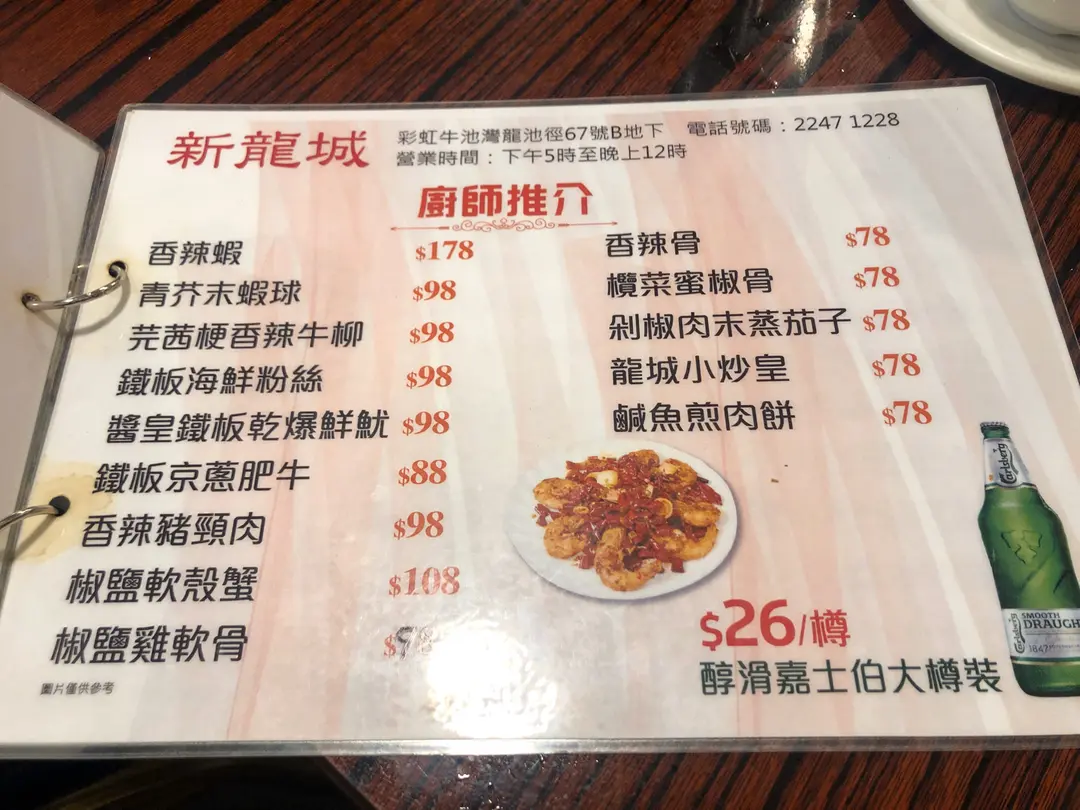 新龍城
彩虹牛池灣龍池徑67號B地下 電話號碼：2247 1228
營業時間：下午5時至晚上12時
廚師推介
香辣蝦 $178
青芥末蝦球 $98
芫茜梗香辣牛柳 $98
鐵板海鮮粉絲 $98
醬皇鐵板乾爆鮮魷 $98
鐵板京蔥肥牛 $88
香辣豬頸肉 $98
椒鹽軟殼蟹 $108
椒鹽雞軟骨
圖片僅供參考
香辣骨 $78
欖菜蜜椒骨 $78
剁椒肉末蒸茄子 $78
龍城小炒皇 $78
鹹魚煎肉餅 $78
$26/樽
醇滑嘉士伯大樽裝
Carlsberg
SMOOTH
DRAUGH
Carlsberg
1847